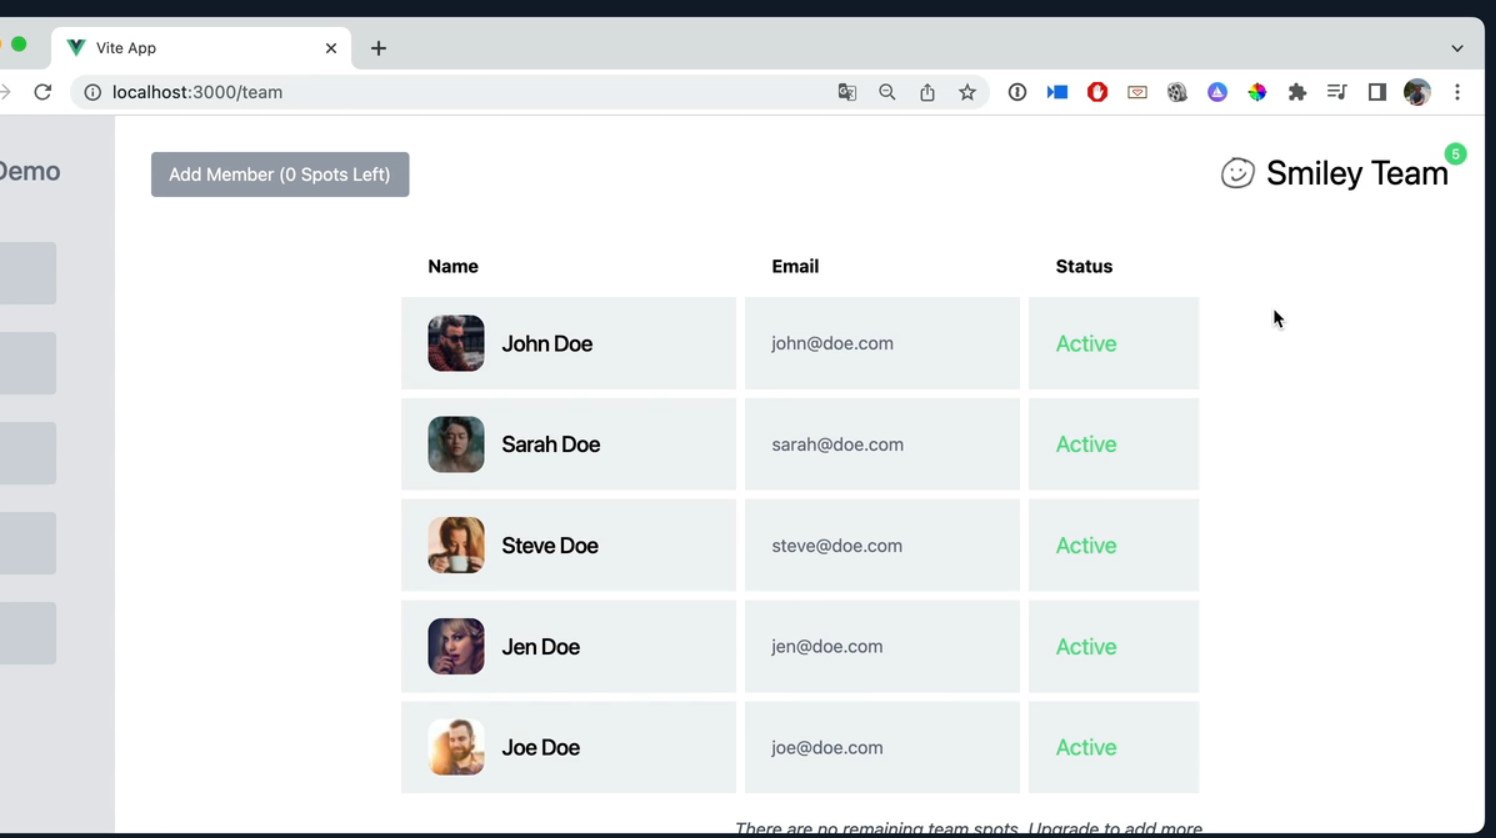 Vite App
localhost:3000/team
Demo
Add Member (0 Spots Left)
Smiley Team
5
Name Email Status
John Doe john@doe.com Active
Sarah Doe sarah@doe.com Active
Steve Doe steve@doe.com Active
Jen Doe jen@doe.com Active
Joe Doe joe@doe.com Active
There are no remaining team spots. Upgrade to add more